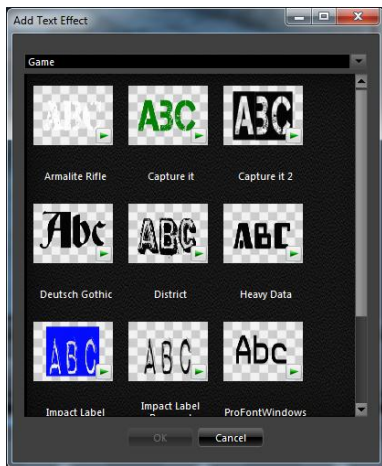 Add Text Effect
Game
ABC
ABC
ABC
Armalite Rifle
Capture it
Capture it 2
Abc
ABC
ABC
Deutsch Gothic
District
Heavy Data
ABC
ABC
Abc
Impact Label
Impact Label
ProFontWindows
OK
Cancel